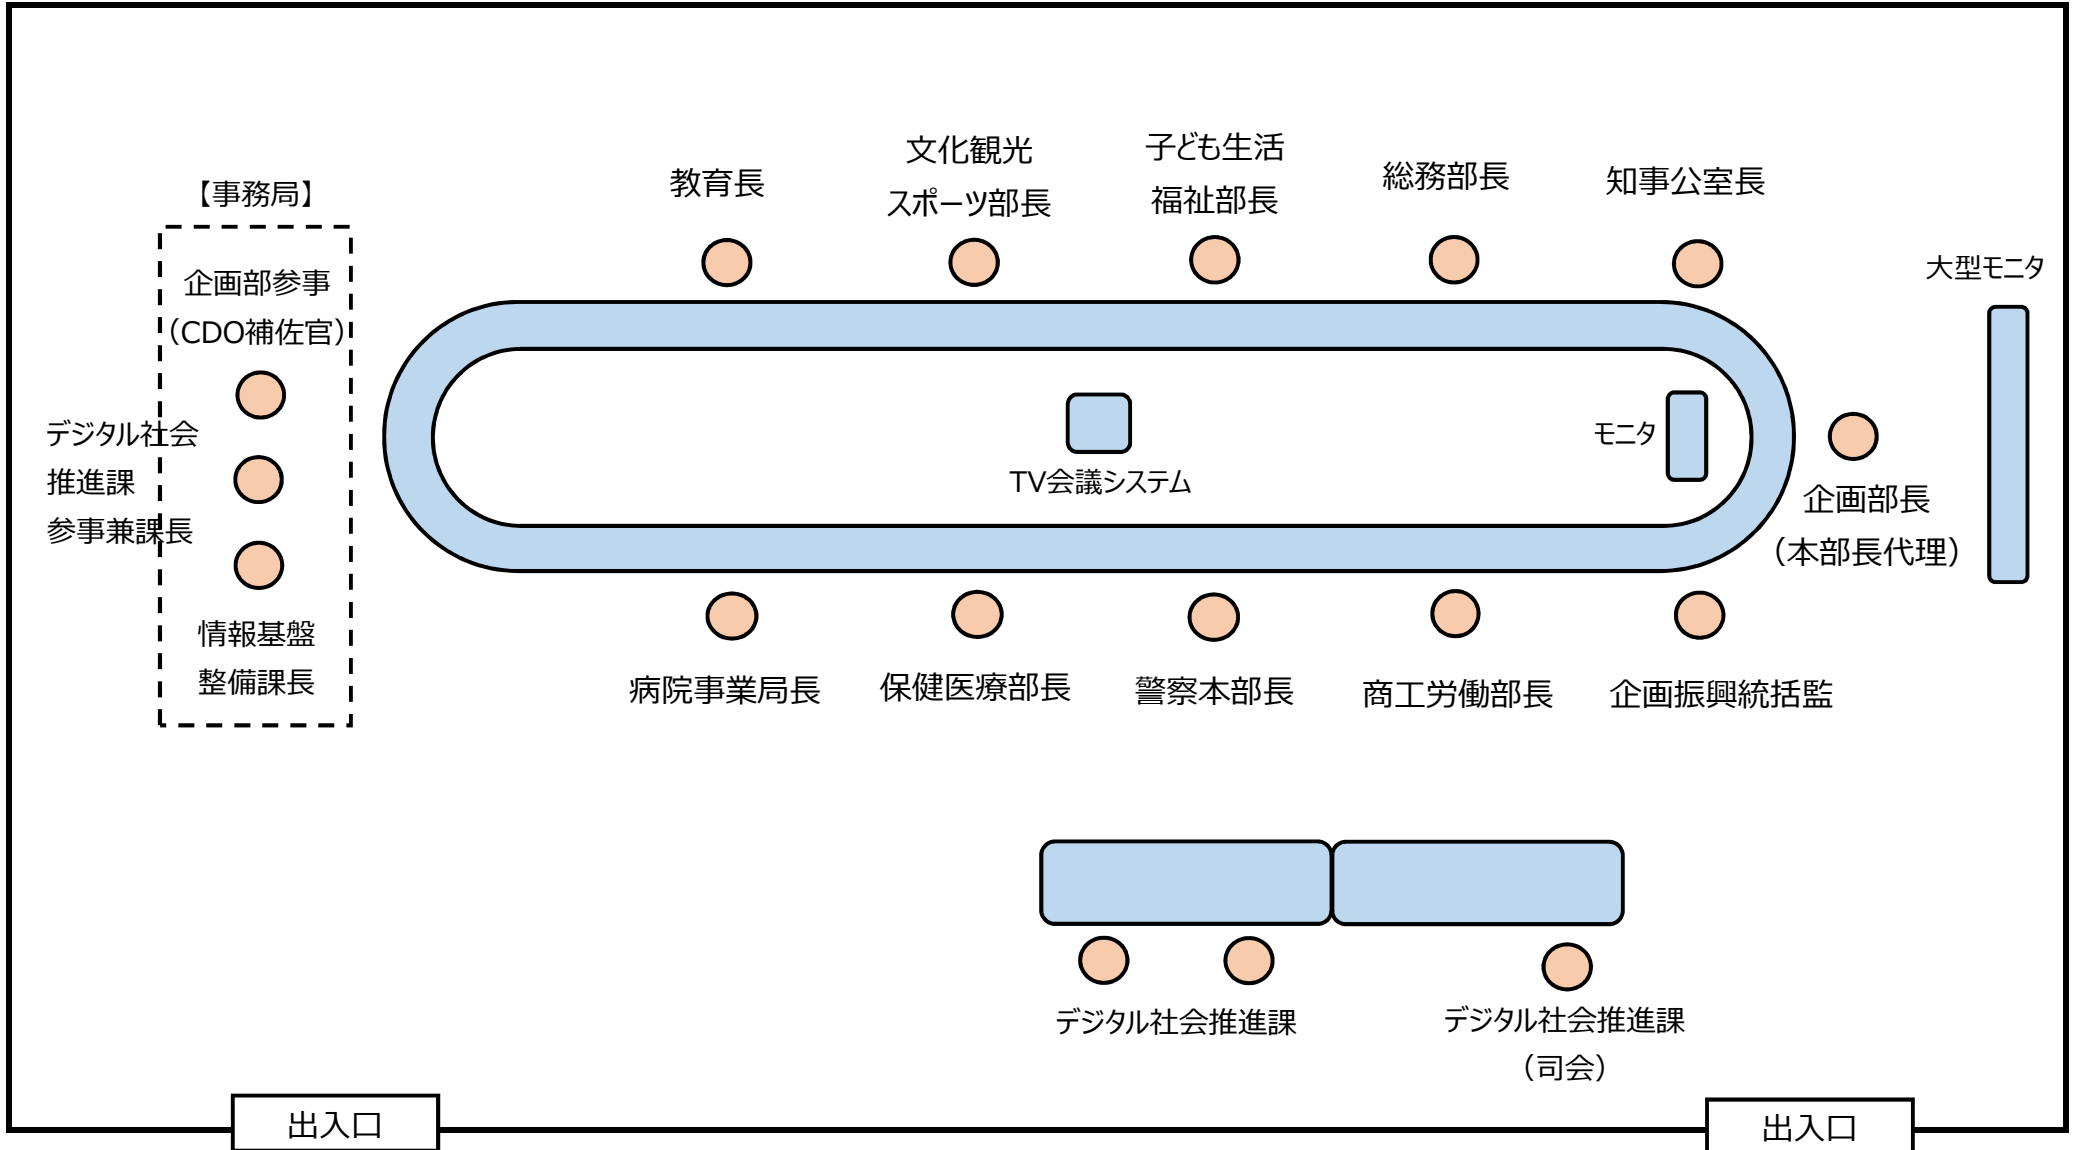 【事務局】
企画部参事
（CDO補佐官）
デジタル社会
推進課
参事兼課長
情報基盤
整備課長
教育長
文化観光
スポーツ部長
子ども生活
福祉部長
総務部長
知事公室長
大型モニタ
TV会議システム
モニタ
企画部長
（本部長代理）
病院事業局長
保健医療部長
警察本部長
商工労働部長
企画振興統括監
デジタル社会推進課
デジタル社会推進課
（司会）
出入口
出入口